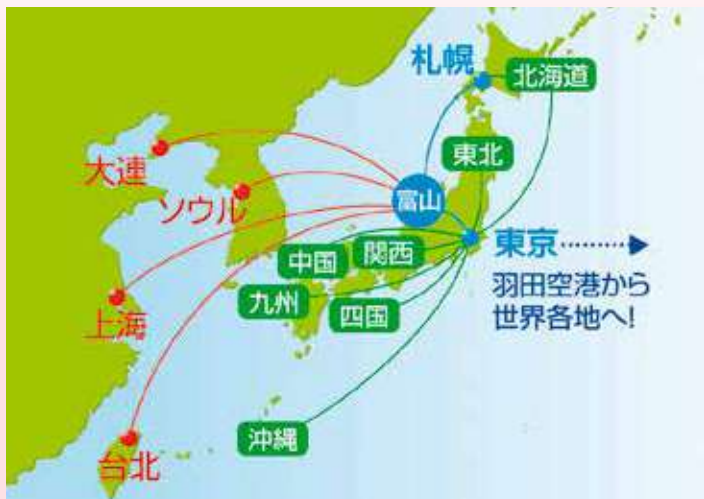 札幌
北海道
東北
大連
ソウル
富山
東京
中国
関西
羽田空港から
世界各地へ!
上海
九州
四国
沖縄
台北